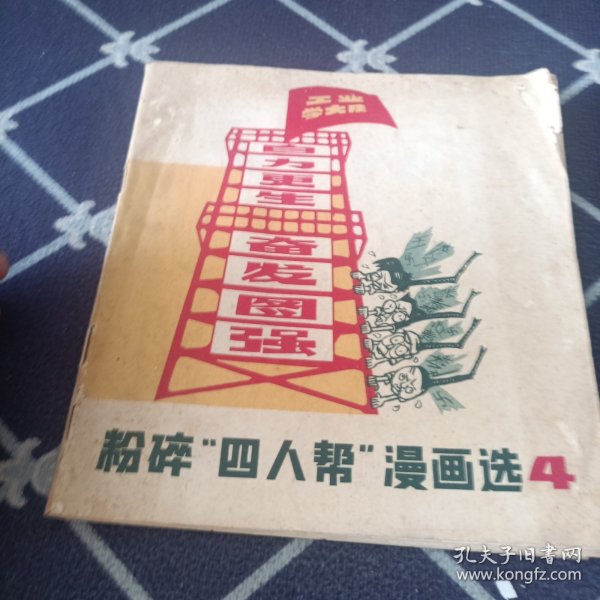 工业
学大庆
自力更生
奋发图强
粉碎“四人帮”漫画选4
孔夫子旧书网
www.kongfz.com